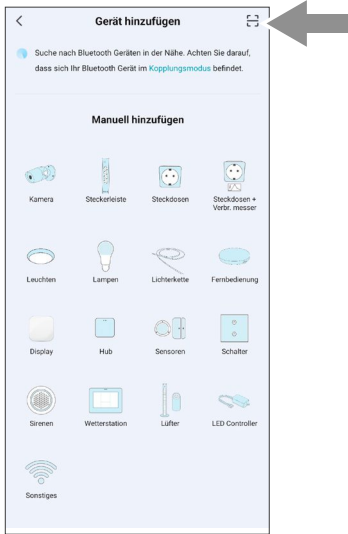 Gerät hinzufügen
Suche nach Bluetooth Geräten in der Nähe. Achten Sie darauf,
dass sich Ihr Bluetooth Gerät im Kopplungsmodus befindet.
Manuell hinzufügen
Kamera
Steckerleiste
Steckdosen
Steckdosen +
Verbr. messer
Leuchten
Lampen
Lichterkette
Fernbedienung
Display
Hub
Sensoren
Schalter
Sirenen
Wetterstation
Lüfter
LED Controller
Sonstiges